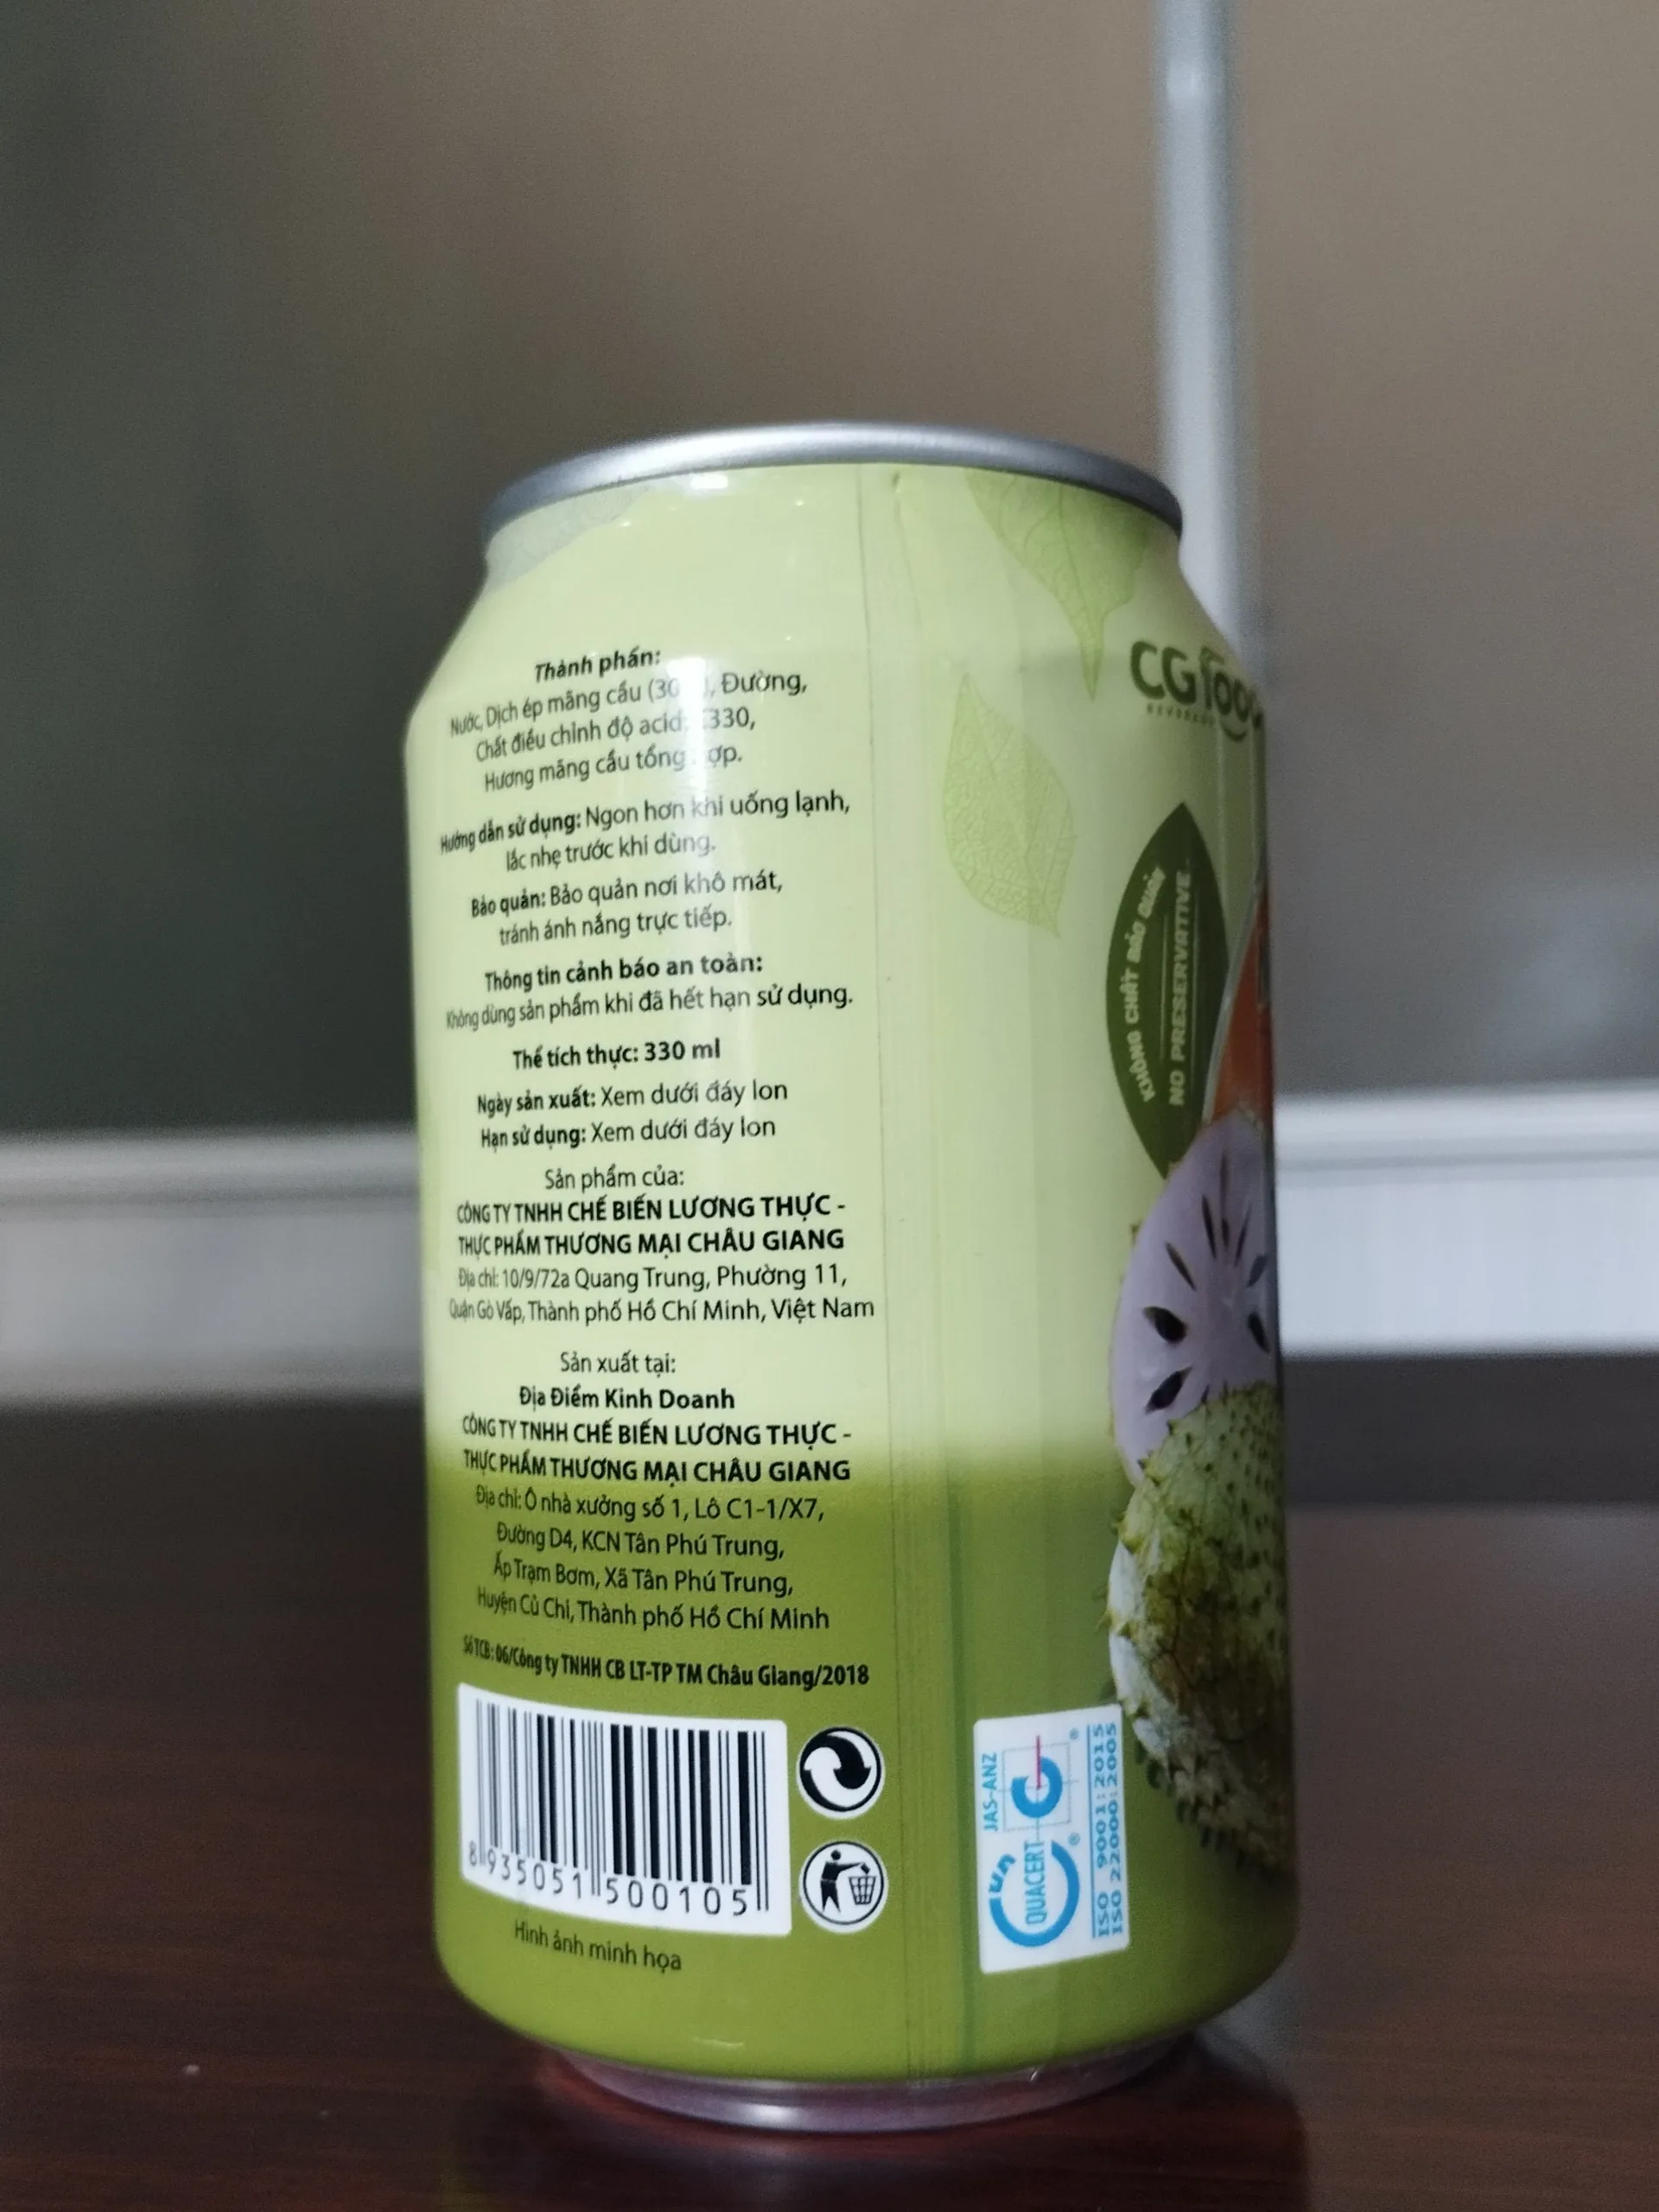 Thành phần:
Nước, Dịch ép mãng cầu (30 , Đường,
Chất điều chỉnh độ acid: 330,
Hương mãng cầu tổng ợp.
Hướng dẫn sử dụng: Ngon hơn khi uống lạnh,
lắc nhẹ trước khi dùng.
Bảo quản: Bảo quản nơi khô mát,
tránh ánh nắng trực tiếp.
Thông tin cảnh báo an toàn:
Không dùng sản phẩm khi đã hết hạn sử dụng.
Thể tích thực: 330 ml
Ngày sản xuất: Xem dưới đáy lon
Hạn sử dụng: Xem dưới đáy lon
Sản phẩm của:
CÔNG TY TNHH CHẾ BIẾN LƯƠNG THỰC -
THỰC PHẨM THƯƠNG MẠI CHÂU GIANG
Địa chỉ: 10/9/72a Quang Trung, Phường 11,
Quận Gò Vấp, Thành phố Hồ Chí Minh, Việt Nam
Sản xuất tại:
Địa Điểm Kinh Doanh
CÔNG TY TNHH CHẾ BIẾN LƯƠNG THỰC -
THỰC PHẨM THƯƠNG MẠI CHÂU GIANG
Địa chỉ: Ô nhà xưởng số 1, Lô C1-1/X7,
Đường D4, KCN Tân Phú Trung,
Ấp Trạm Bơm, Xã Tân Phú Trung,
Huyện Củ Chi, Thành phố Hồ Chí Minh
Số TCB: 06/Công ty TNHH CB LT-TP TM Châu Giang/2018
8 935051 500105
Hình ảnh minh họa
CG food
KHÔNG CHẤT BẢO QUẢN
NO PRESERVATIVE
JAS-ANZ
QUACERT
ISO 9001:2015
ISO 22000:2005